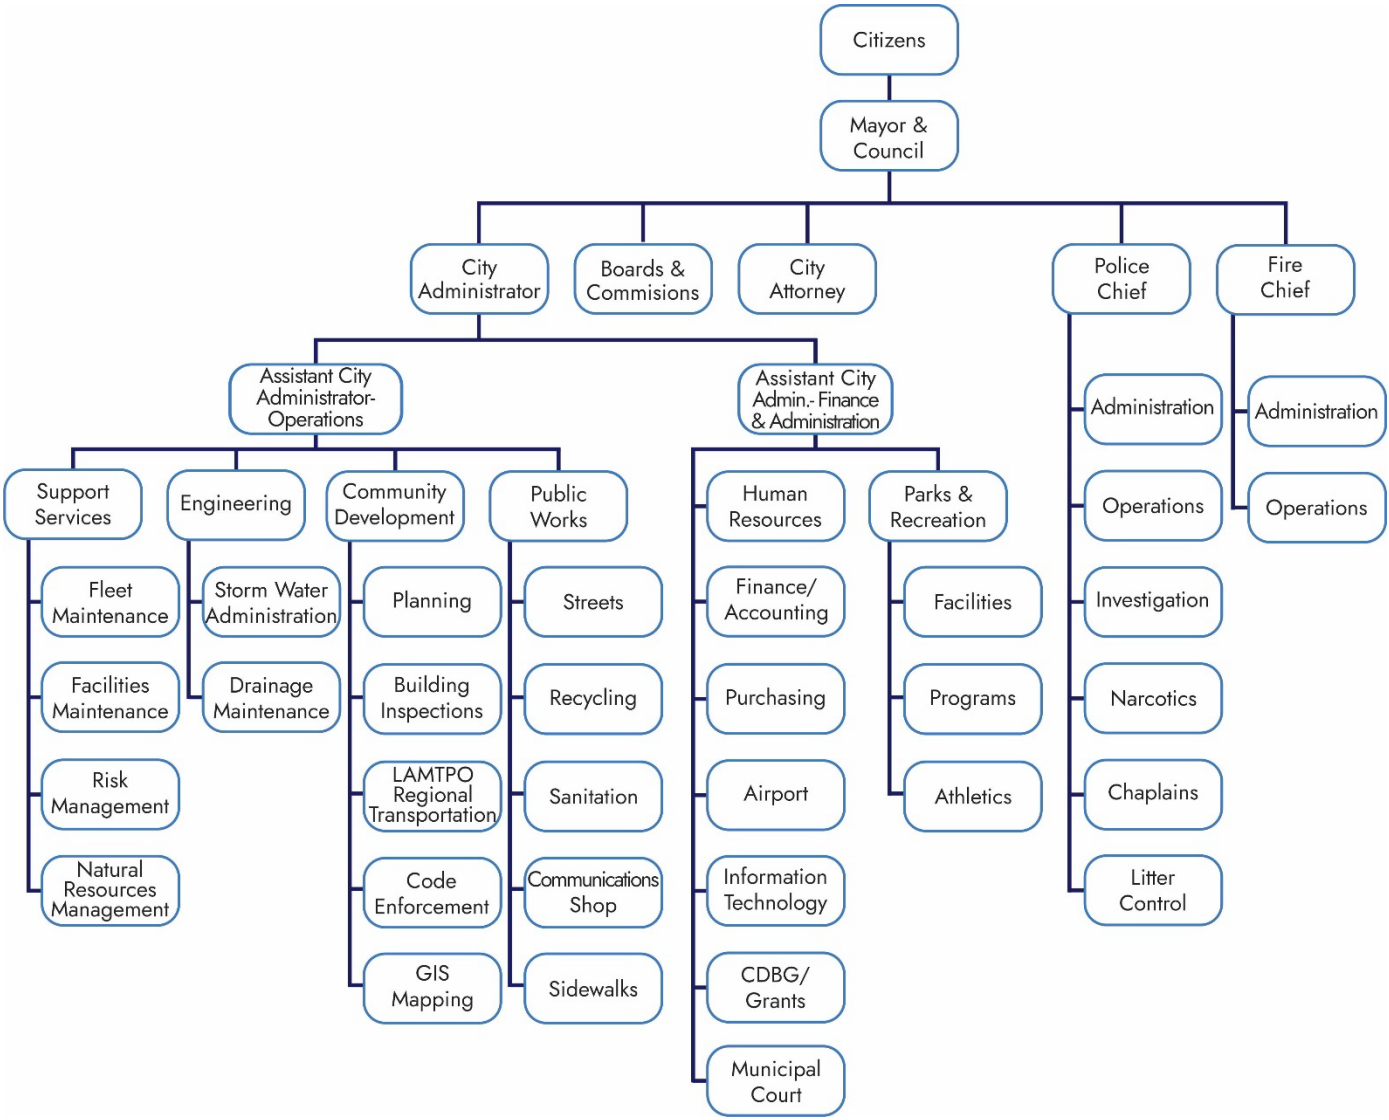 Citizens
Mayor &
Council
City
Administrator
Boards &
Commisions
City
Attorney
Police
Chief
Fire
Chief
Assistant City
Administrator-
Operations
Assistant City
Admin.- Finance
& Administration
Support
Services
Engineering
Community
Development
Public
Works
Human
Resources
Parks &
Recreation
Fleet
Maintenance
Facilities
Maintenance
Risk
Management
Natural
Resources
Management
Storm Water
Administration
Drainage
Maintenance
Planning
Building
Inspections
LAMTPO
Regional
Transportation
Code
Enforcement
GIS
Mapping
Streets
Recycling
Sanitation
Communications
Shop
Sidewalks
Finance/
Accounting
Purchasing
Airport
Information
Technology
CDBG/
Grants
Municipal
Court
Facilities
Programs
Athletics
Administration
Operations
Investigation
Narcotics
Chaplains
Litter
Control
Administration
Operations